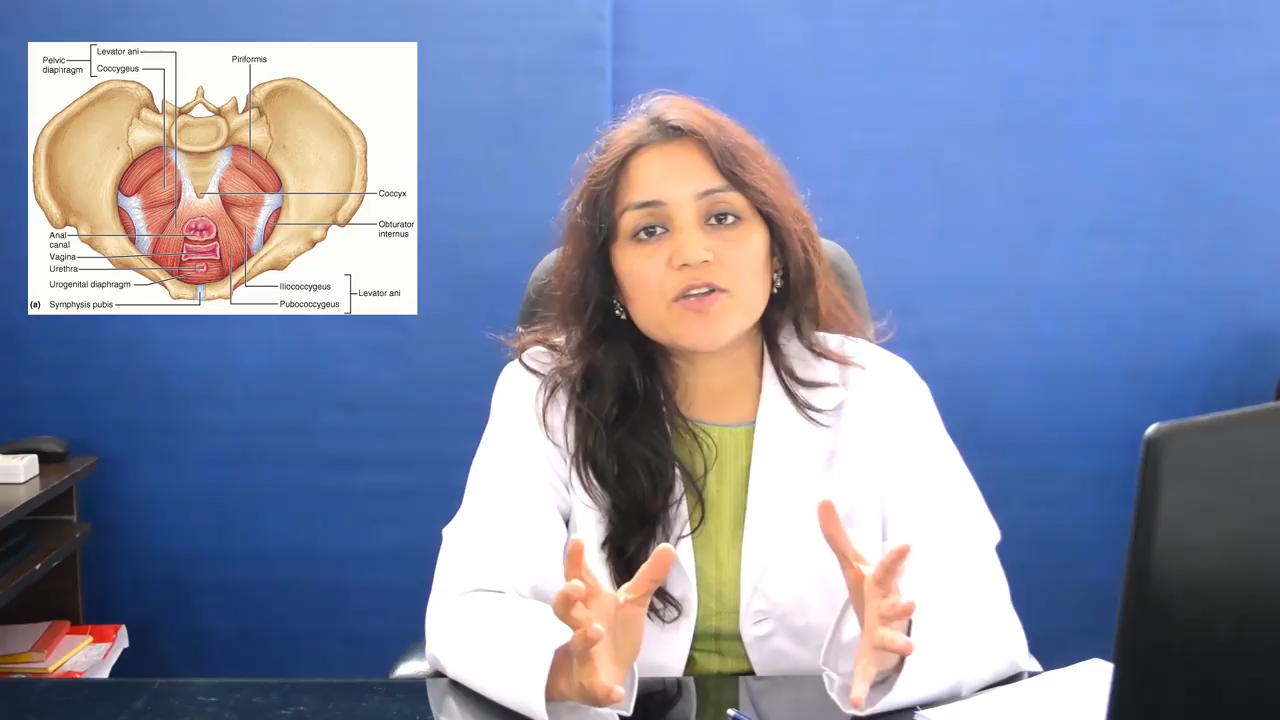 Levator ani
Pelvic
diaphragm
Coccygeus
Piriformis
Coccyx
Obturator
internus
Anal
canal
Vagina
Urethra
Urogenital diaphragm
Iliococcygeus
Levator ani
(a) Symphysis pubis
Pubococcygeus